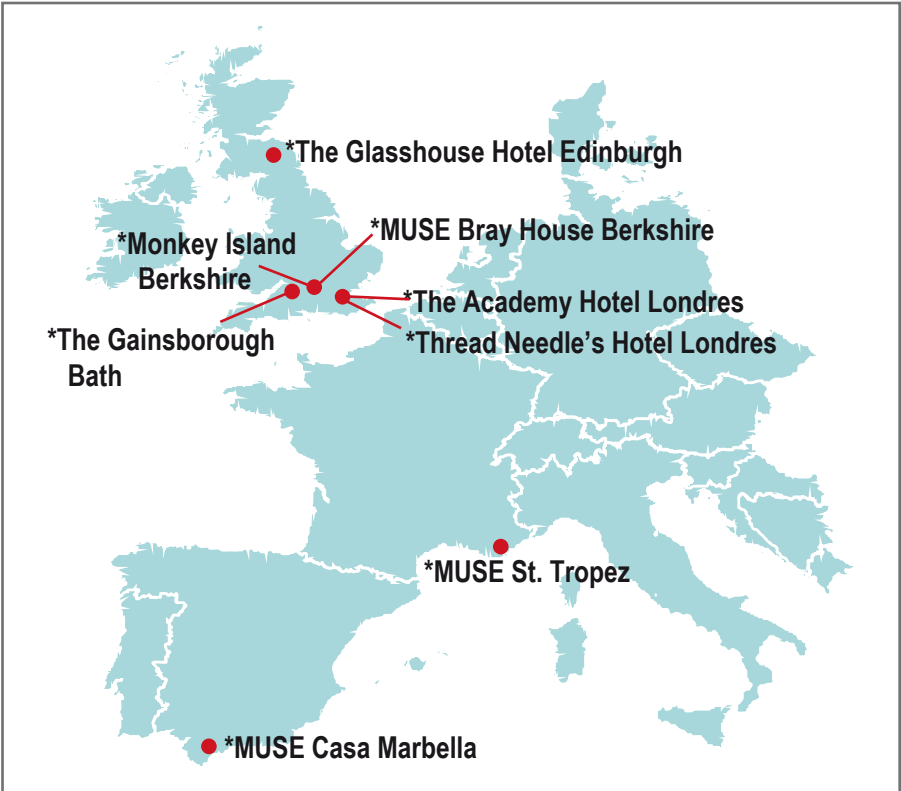 *The Glasshouse Hotel Edinburgh
*MUSE Bray House Berkshire
*Monkey Island
Berkshire
*The Academy Hotel Londres
*Thread Needle’s Hotel Londres
*The Gainsborough
Bath
*MUSE St. Tropez
*MUSE Casa Marbella